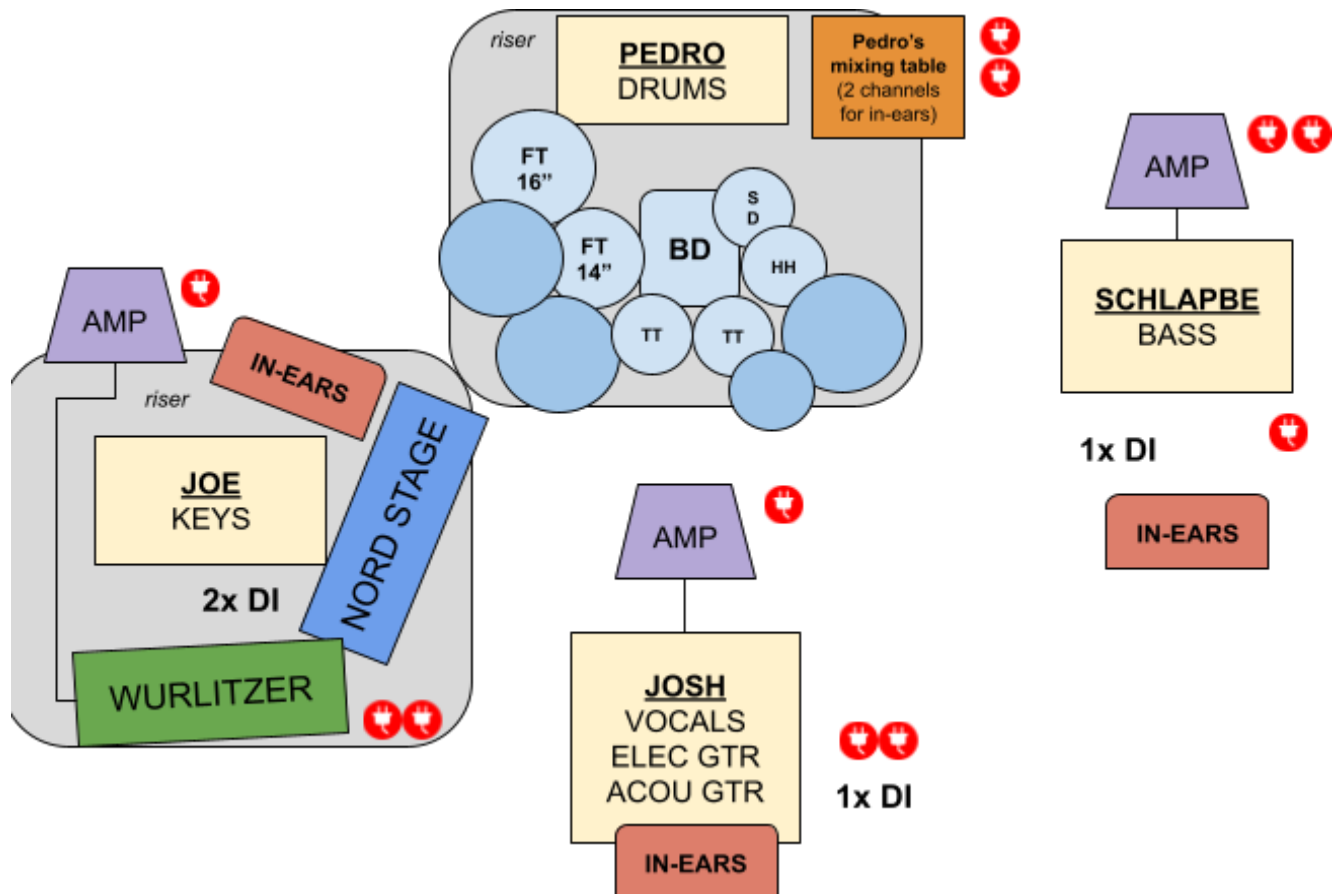 riser
PEDRO
DRUMS
Pedro's
mixing table
(2 channels
for in-ears)
FT
16”
S
D
BD
HH
FT
14”
TT
TT
AMP
SCHLAPBE
BASS
1x DI
IN-EARS
AMP
riser
IN-EARS
JOE
KEYS
NORD STAGE
2x DI
WURLITZER
AMP
JOSH
VOCALS
ELEC GTR
ACOU GTR
1x DI
IN-EARS